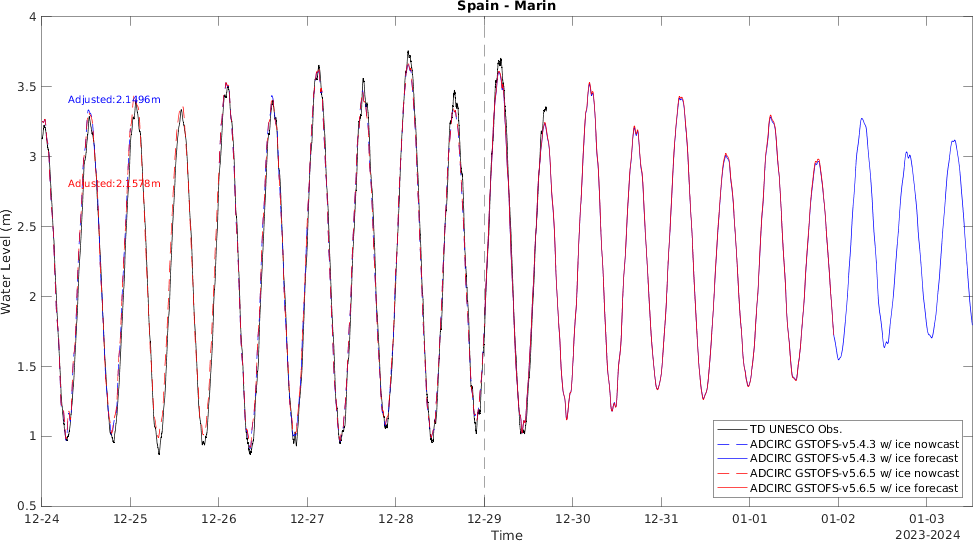 Spain - Marin
4
3.5
3
2.5
2
1.5
1
0.5
Water Level (m)
Adjusted:2.1496m
Adjusted:2.1578m
TD UNESCO Obs.
ADCIRC GSTOFS-v5.4.3 w/ ice nowcast
ADCIRC GSTOFS-v5.4.3 w/ ice forecast
ADCIRC GSTOFS-v5.6.5 w/ ice nowcast
ADCIRC GSTOFS-v5.6.5 w/ ice forecast
12-24 12-25 12-26 12-27 12-28 12-29 12-30 12-31 01-01 01-02 01-03
Time
2023-2024